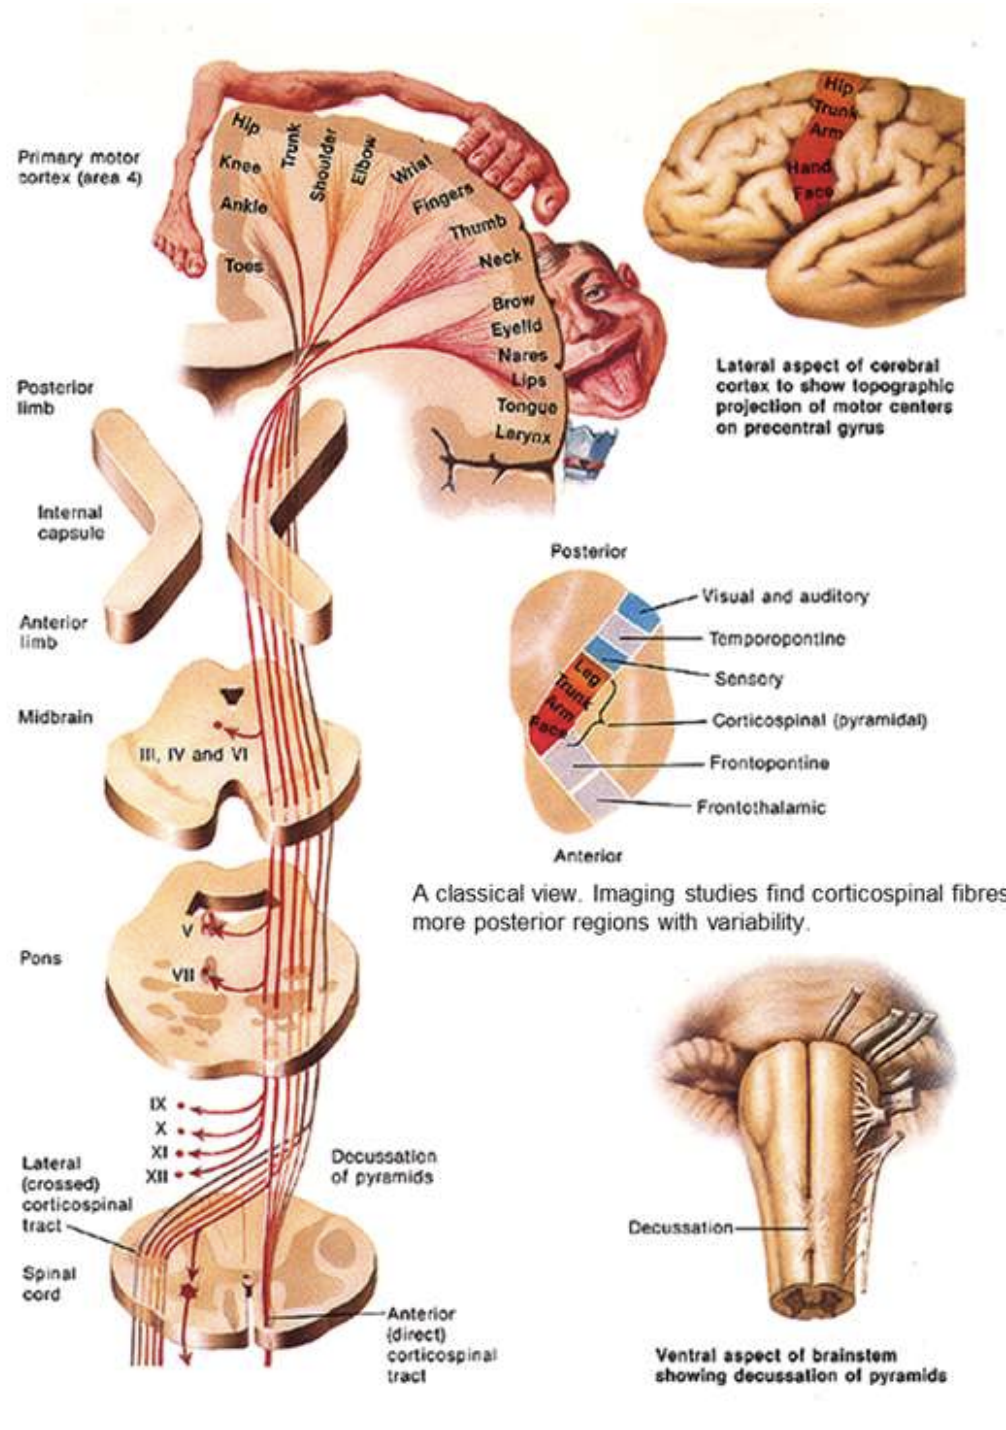 Primary motor
cortex (area 4)
Hip
Trunk
Shoulder
Elbow
Wrist
Knee
Fingers
Ankle
Thumb
Toes
Neck
Brow
Eyelid
Nares
Lips
Tongue
Larynx
Hip
Trunk
Arm
Hand
Face
Lateral aspect of cerebral
cortex to show topographic
projection of motor centers
on precentral gyrus
Posterior
limb
Internal
capsule
Anterior
limb
Posterior
Visual and auditory
Temporopontine
Sensory
Leg
Trunk
Arm
Face
Corticospinal (pyramidal)
Frontopontine
Frontothalamic
Anterior
A classical view. Imaging studies find corticospinal fibres
more posterior regions with variability.
Midbrain
III, IV and VI
Pons
V
VII
IX
X
XI
XII
Decussation
of pyramids
Lateral
(crossed)
corticospinal
tract
Spinal
cord
Anterior
(direct)
corticospinal
tract
Decussation
Ventral aspect of brainstem
showing decussation of pyramids